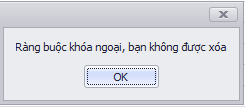 Ràng buộc khóa ngoại, bạn không được xóa
OK